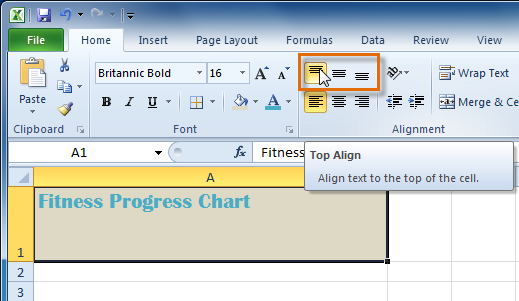 File Home Insert Page Layout Formulas Data Review View
Britannic Bold 16 A A Wrap Text
Paste B I U A Merge & Ce
Clipboard Font Alignment
A1 fx Fitness
Top Align
Align text to the top of the cell.
A
Fitness Progress Chart
1
2
3